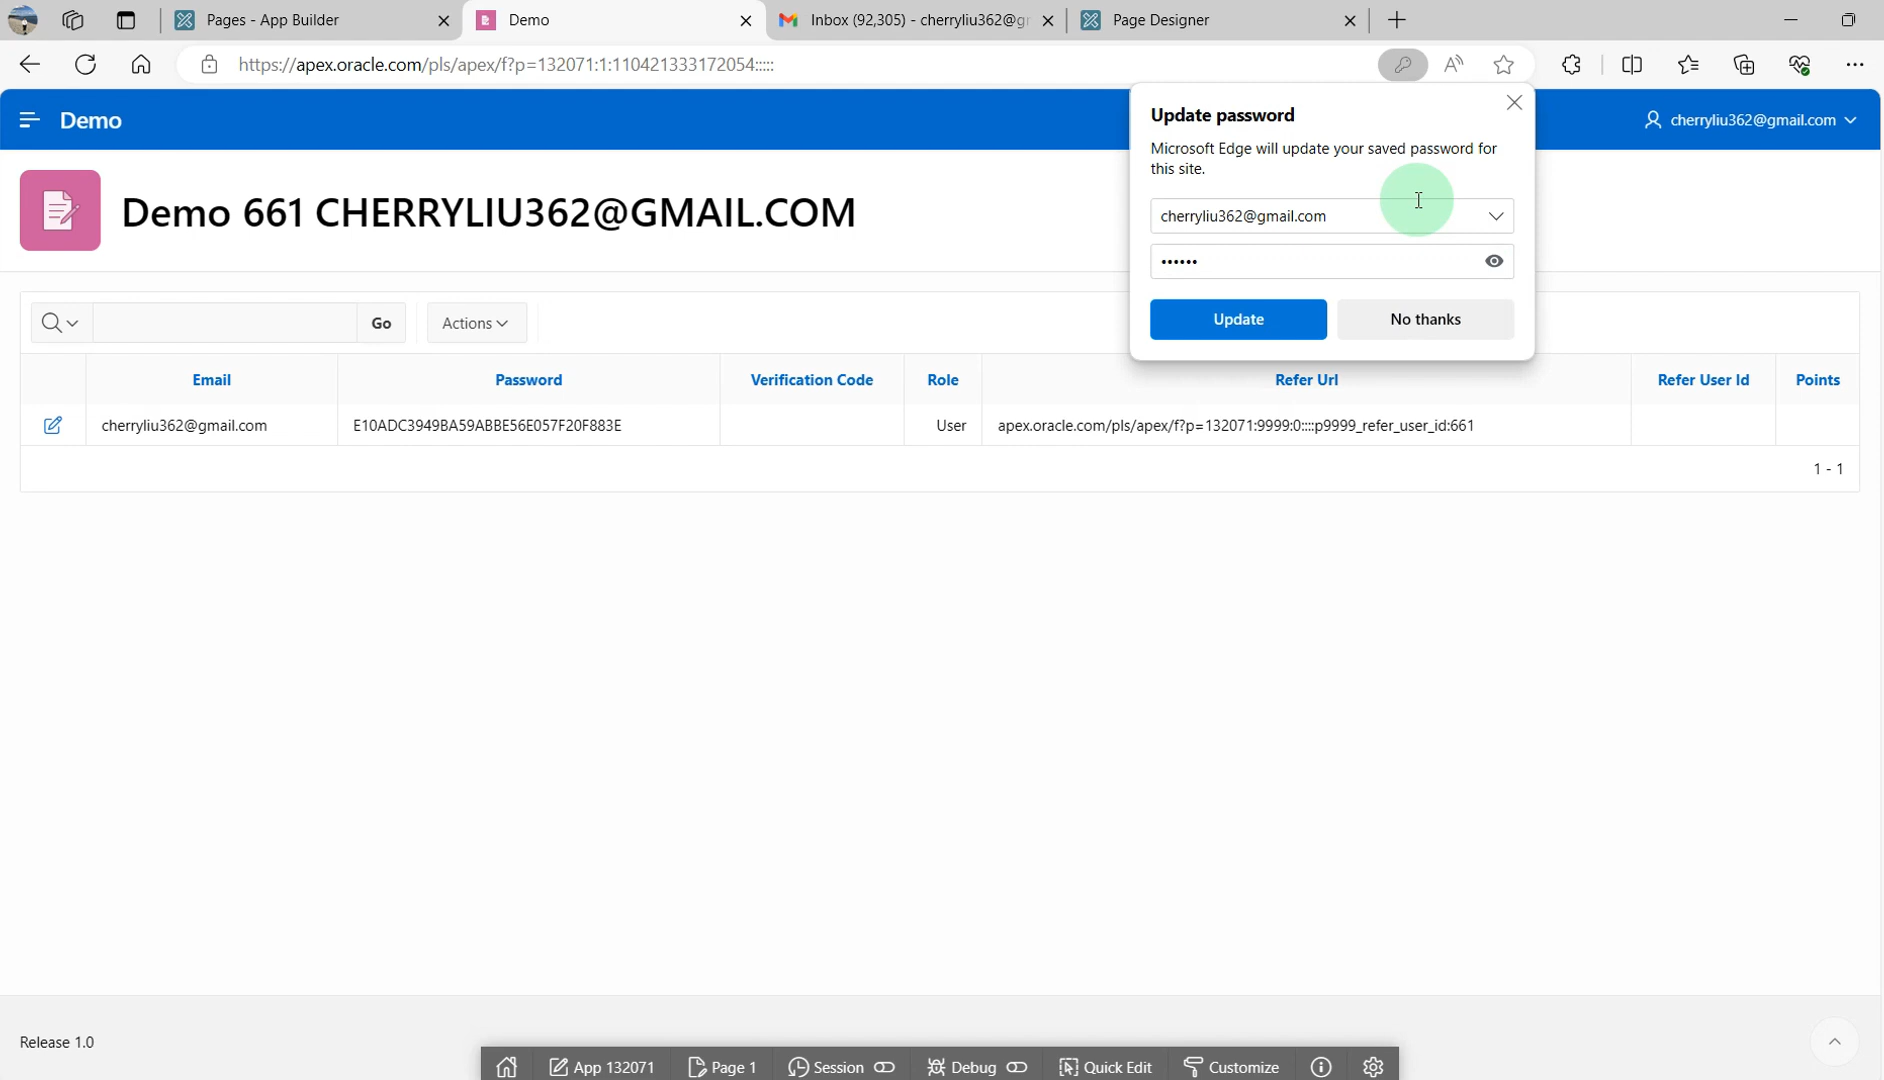 Pages - App Builder
Demo
Inbox (92,305) - cherryliu362@gm
Page Designer
https://apex.oracle.com/pls/apex/f?p=132071:1:110421333172054:::::
Demo
cherryliu362@gmail.com
Update password
Microsoft Edge will update your saved password for
this site.
cherryliu362@gmail.com
••••••
Update
No thanks
Demo 661 CHERRYLIU362@GMAIL.COM
Go
Actions
Email
Password
Verification Code
Role
Refer Url
Refer User Id
Points
cherryliu362@gmail.com
E10ADC3949BA59ABBE56E057F20F883E
User
apex.oracle.com/pls/apex/f?p=132071:9999:0::::p9999_refer_user_id:661
1 - 1
Release 1.0
App 132071
Page 1
Session
Debug
Quick Edit
Customize